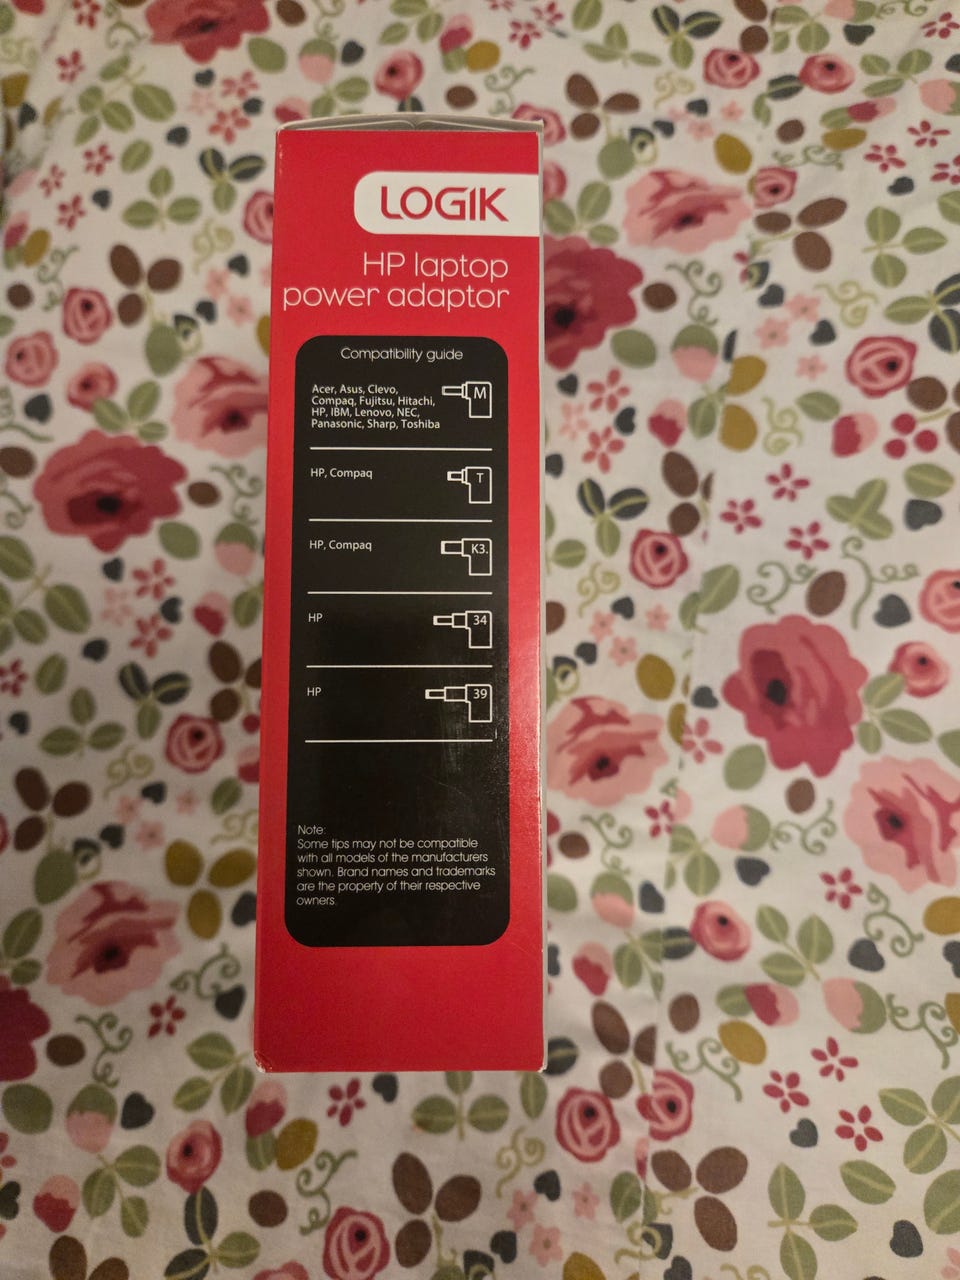 LOGIK
HP laptop
power adaptor
Compatibility guide
Acer, Asus, Clevo,
Compaq, Fujitsu, Hitachi,
HP, IBM, Lenovo, NEC,
Panasonic, Sharp, Toshiba
M
HP, Compaq
T
HP, Compaq
K3.
HP
34
HP
39
Note:
Some tips may not be compatible
with all models of the manufacturers
shown. Brand names and trademarks
are the property of their respective
owners.